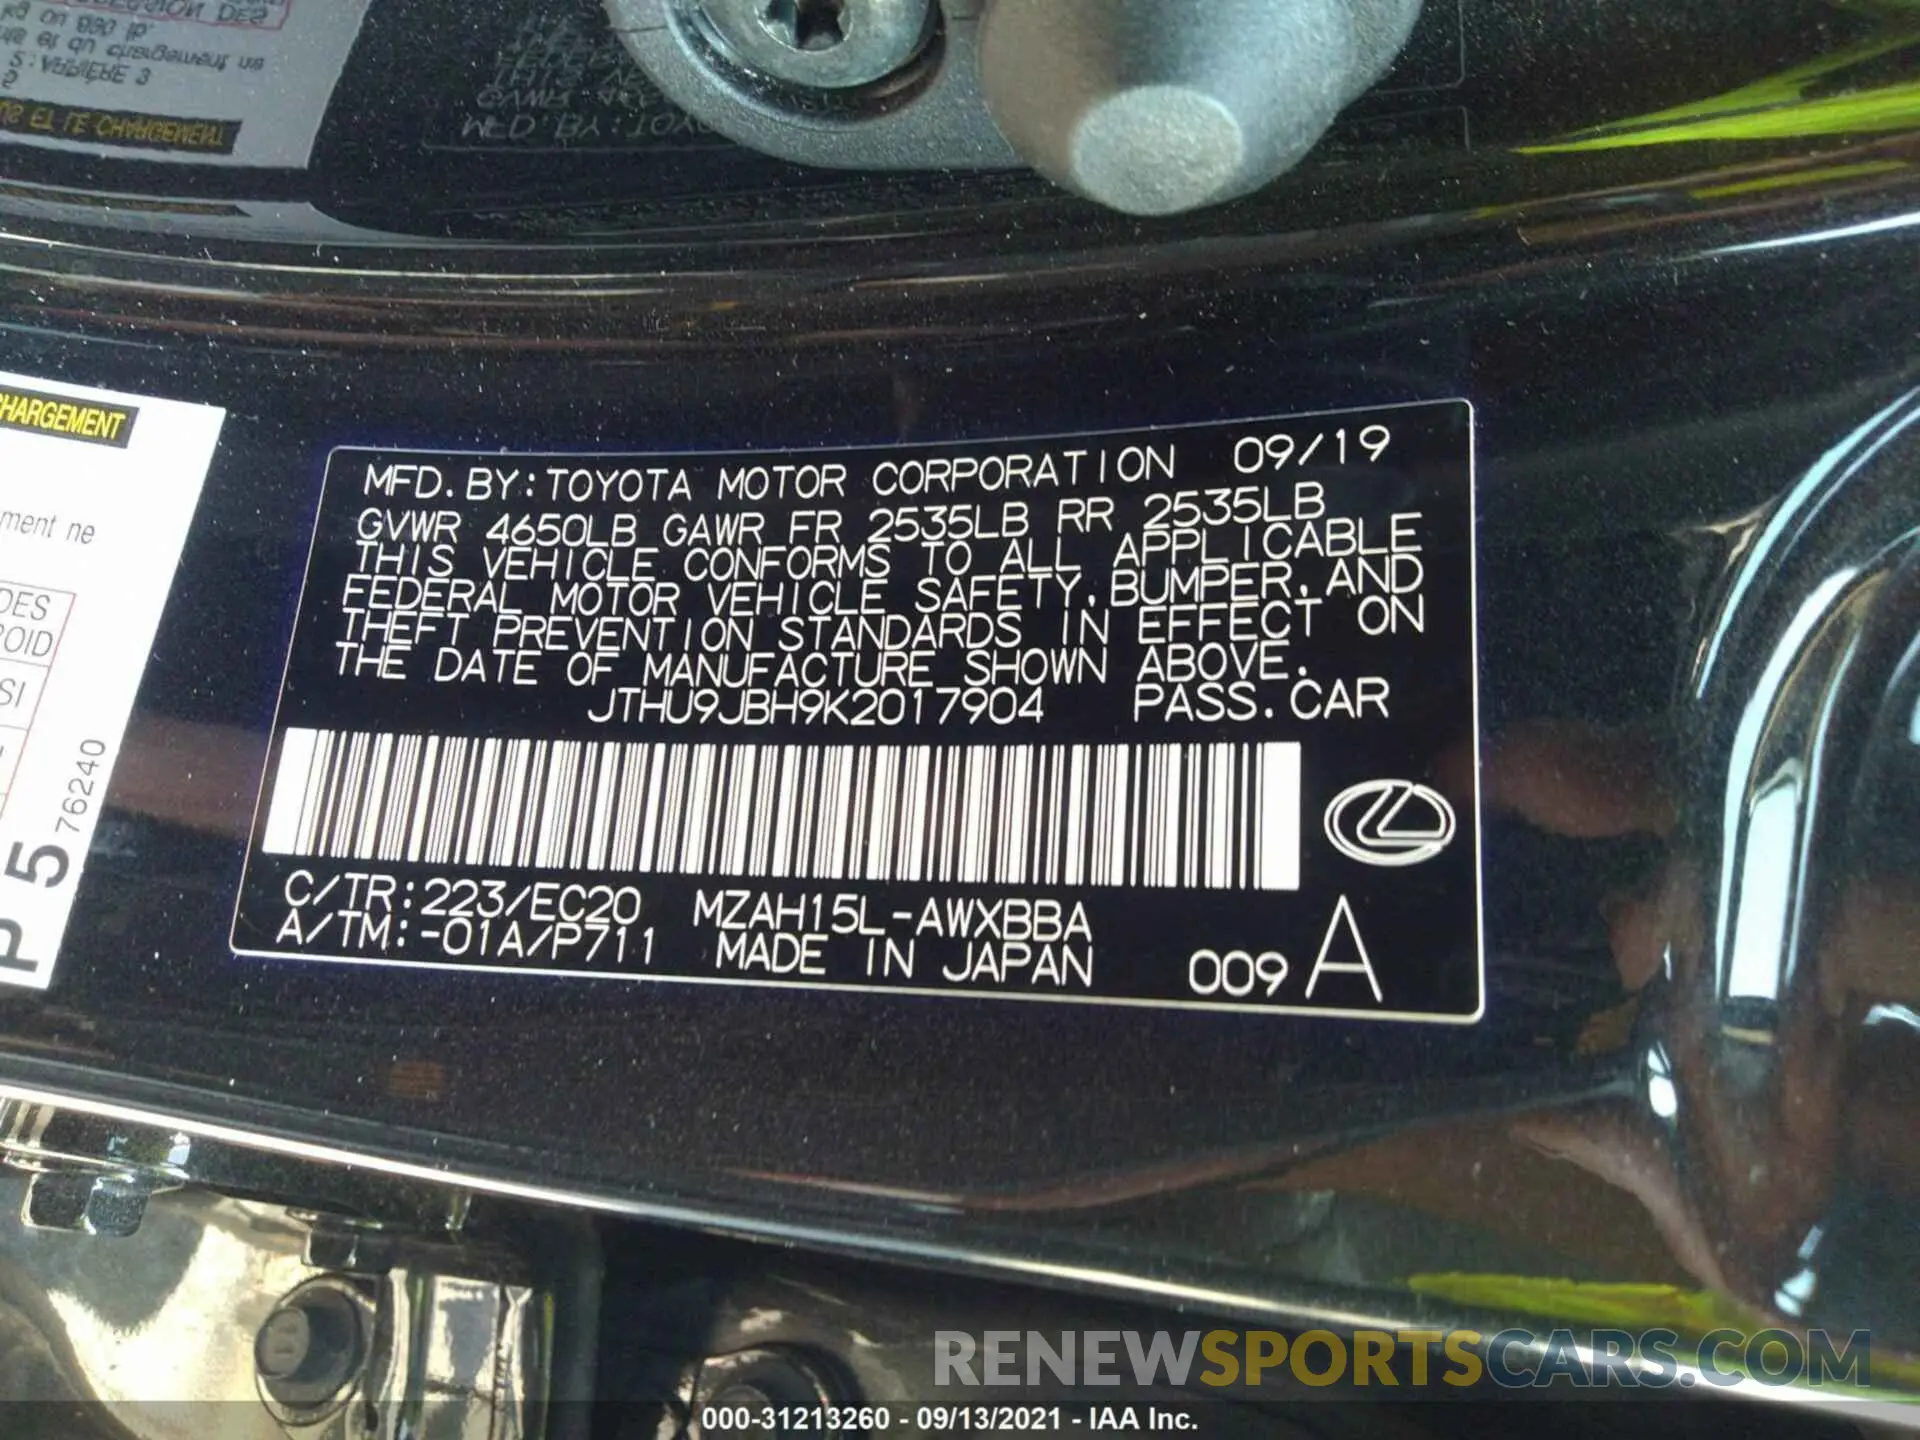 CHARGEMENT
ment ne
DES
SI
P 5 76240
MFD.BY:TOYOTA MOTOR CORPORATION 09/19
GVWR 4650LB GAWR FR 2535LB RR 2535LB
THIS VEHICLE CONFORMS TO ALL APPLICABLE
FEDERAL MOTOR VEHICLE SAFETY,BUMPER,AND
THEFT PREVENTION STANDARDS IN EFFECT ON
THE DATE OF MANUFACTURE SHOWN ABOVE.
JTHU9JBH9K2017904 PASS.CAR
C/TR:223/EC20 MZAH15L-AWXBBA
A/TM:-01A/P711 MADE IN JAPAN 009 A
RENEWSPORTSCARS.COM
000-31213260 - 09/13/2021 - IAA Inc.